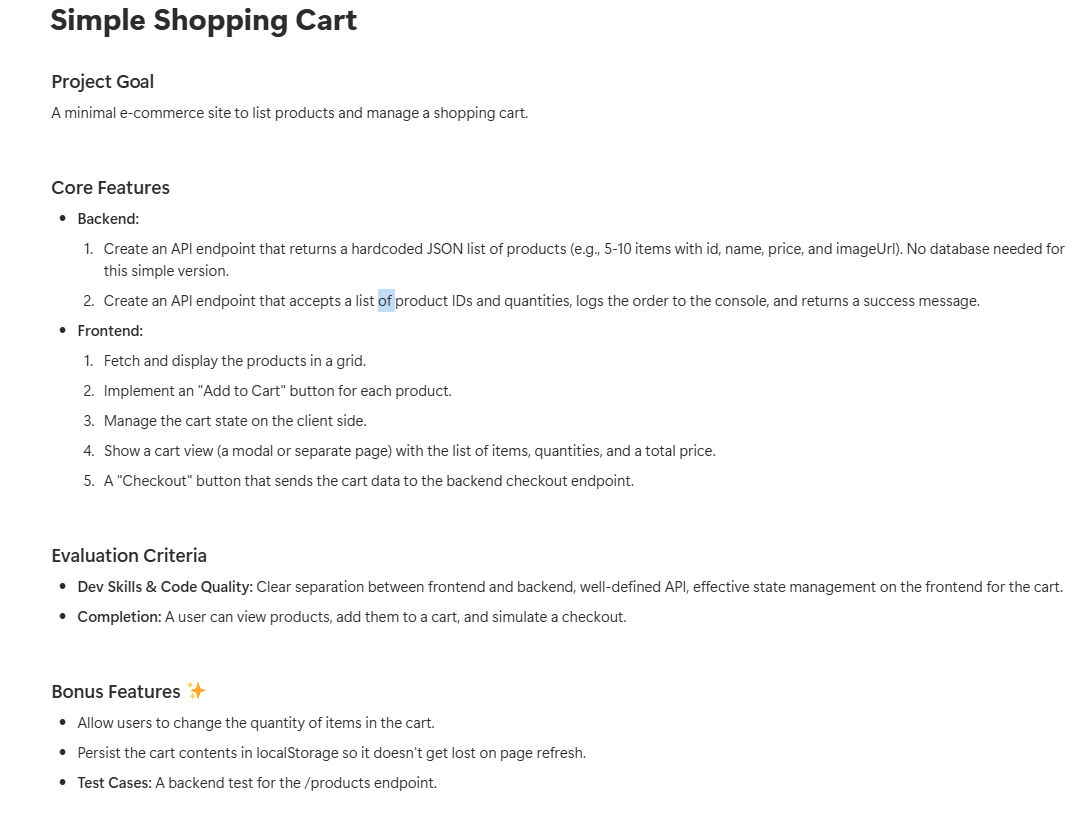 Simple Shopping Cart
Project Goal
A minimal e-commerce site to list products and manage a shopping cart.
Core Features
• Backend:
1. Create an API endpoint that returns a hardcoded JSON list of products (e.g., 5-10 items with id, name, price, and imageUrl). No database needed for
this simple version.
2. Create an API endpoint that accepts a list of product IDs and quantities, logs the order to the console, and returns a success message.
• Frontend:
1. Fetch and display the products in a grid.
2. Implement an "Add to Cart" button for each product.
3. Manage the cart state on the client side.
4. Show a cart view (a modal or separate page) with the list of items, quantities, and a total price.
5. A "Checkout" button that sends the cart data to the backend checkout endpoint.
Evaluation Criteria
• Dev Skills & Code Quality: Clear separation between frontend and backend, well-defined API, effective state management on the frontend for the cart.
• Completion: A user can view products, add them to a cart, and simulate a checkout.
Bonus Features ✨
• Allow users to change the quantity of items in the cart.
• Persist the cart contents in localStorage so it doesn't get lost on page refresh.
• Test Cases: A backend test for the /products endpoint.